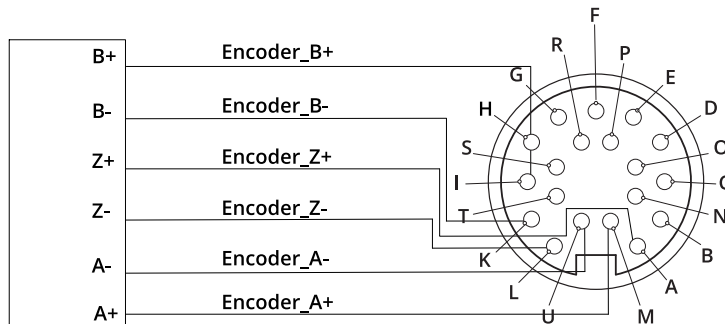 F
R
P
B+
Encoder_B+
G
E
B-
Encoder_B-
H
D
Z+
Encoder_Z+
S
O
I
C
Z-
Encoder_Z-
T
N
K
B
A-
Encoder_A-
L
A
A+
Encoder_A+
U
M